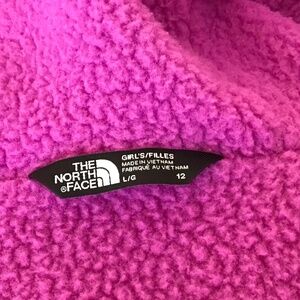 THE
NORTH
®FACE
GIRL'S/FILLES
MADE IN VIETNAM
FABRIQUÉ AU VIETNAM
L/G 12